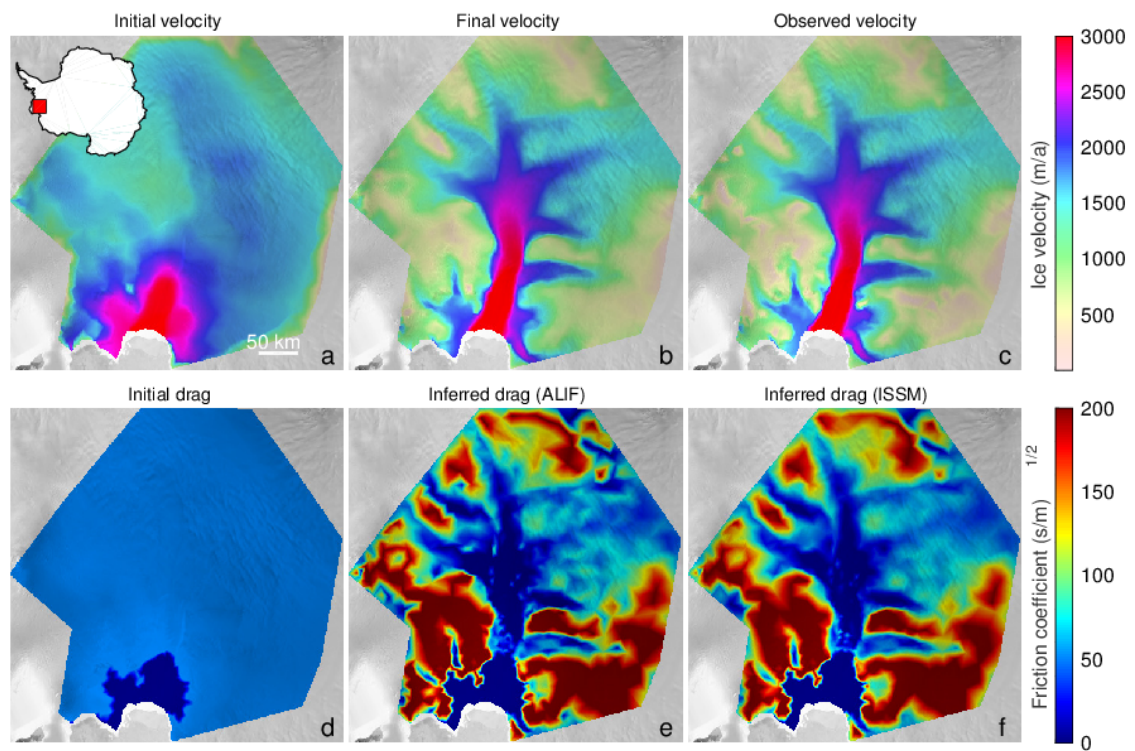 Initial velocity
Final velocity
Observed velocity
50 km
a
b
c
3000
2500
2000
1500
1000
500
Ice velocity (m/a)
Initial drag
Inferred drag (ALIF)
Inferred drag (ISSM)
d
e
f
200
150
100
50
0
Friction coefficient (s/m) 1/2